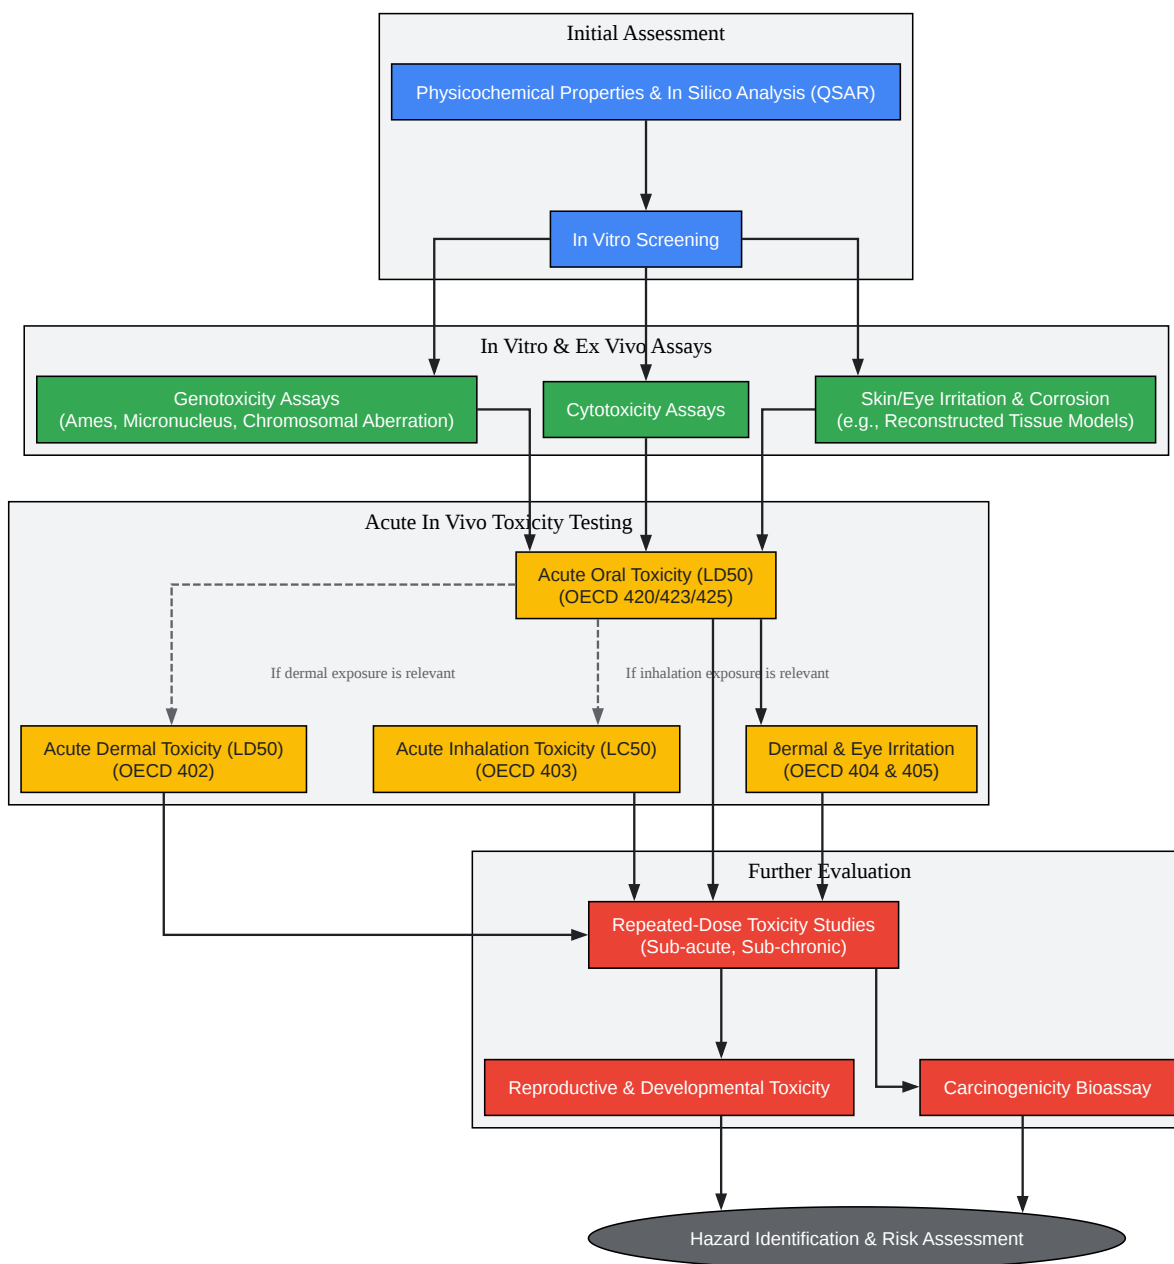 Initial Assessment
Physicochemical Properties & In Silico Analysis (QSAR)
In Vitro Screening
In Vitro & Ex Vivo Assays
Genotoxicity Assays
(Ames, Micronucleus, Chromosomal Aberration)
Cytotoxicity Assays
Skin/Eye Irritation & Corrosion
(e.g., Reconstructed Tissue Models)
Acute In Vivo Toxicity Testing
Acute Oral Toxicity (LD50)
(OECD 420/423/425)
If dermal exposure is relevant
If inhalation exposure is relevant
Acute Dermal Toxicity (LD50)
(OECD 402)
Acute Inhalation Toxicity (LC50)
(OECD 403)
Dermal & Eye Irritation
(OECD 404 & 405)
Further Evaluation
Repeated-Dose Toxicity Studies
(Sub-acute, Sub-chronic)
Reproductive & Developmental Toxicity
Carcinogenicity Bioassay
Hazard Identification & Risk Assessment